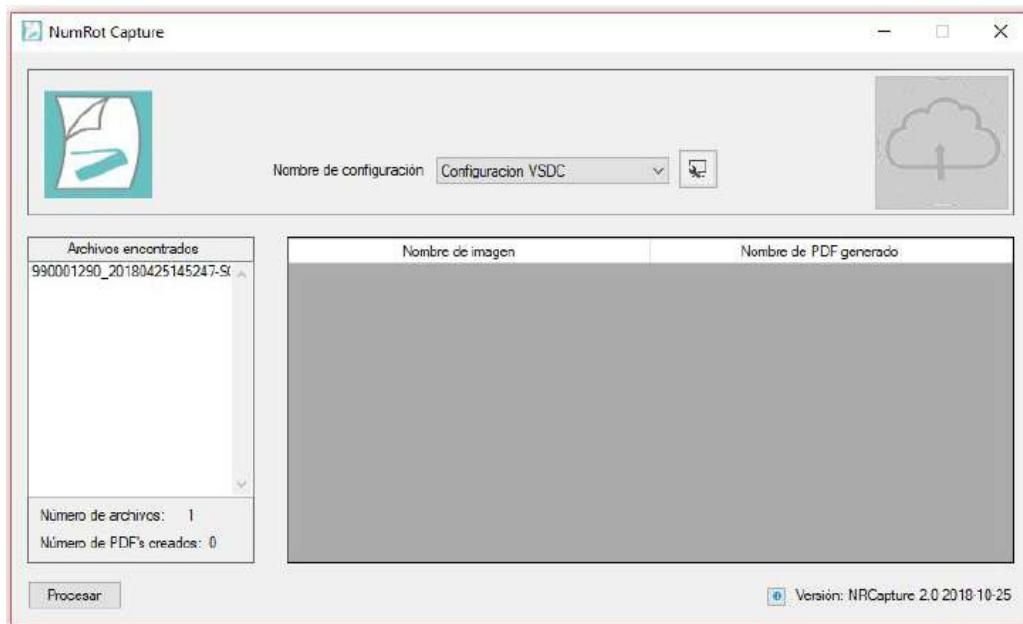 NumRot Capture
Nombre de configuración Configuracion VSDC
Archivos encontrados
990001290_20180425145247-S
Nombre de imagen Nombre de PDF generado
Número de archivos: 1
Número de PDF's creados: 0
Procesar
Versión: NRCapture 2.0 2018-10-25